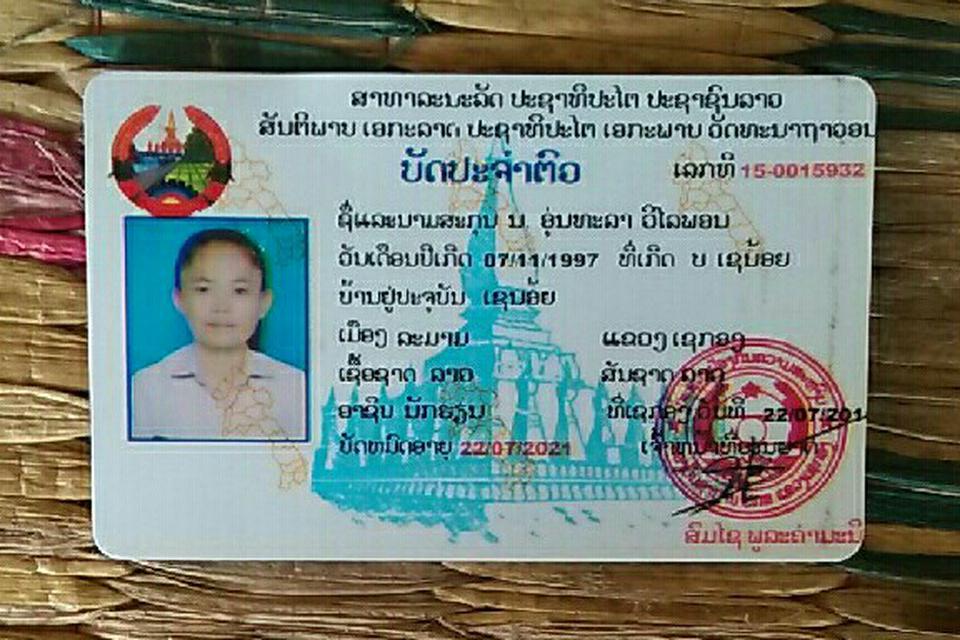 ສາທາລະນະລັດ ປະຊາທິປະໄຕ ປະຊາຊົນລາວ
ສັນຕິພາບ ເອກະລາດ ປະຊາທິປະໄຕ ເອກະພາບ ວັດທະນາຖາວອນ
ບັດປະຈຳຕົວ
ເລກທີ 15-0015932
ຊື່ແລະນາມສະກຸນ ນ. ອຸ່ນທະລາ ວິໄລພອນ
ວັນເດືອນປີເກີດ 07/11/1997 ທີ່ເກີດ ບ ເຊນ້ອຍ
ບ້ານຢູ່ປະຈຸບັນ ເຊນ້ອຍ
ເມືອງ ລະມາມ ແຂວງ ເຊກອງ
ເຊື້ອຊາດ ລາວ ສັນຊາດ ລາວ
ອາຊີບ ນັກຮຽນ ທີ່ເຊກອງ ວັນທີ 22/07/201
ບັດຫມົດອາຍຸ 22/07/2021
ສົມໄຊ